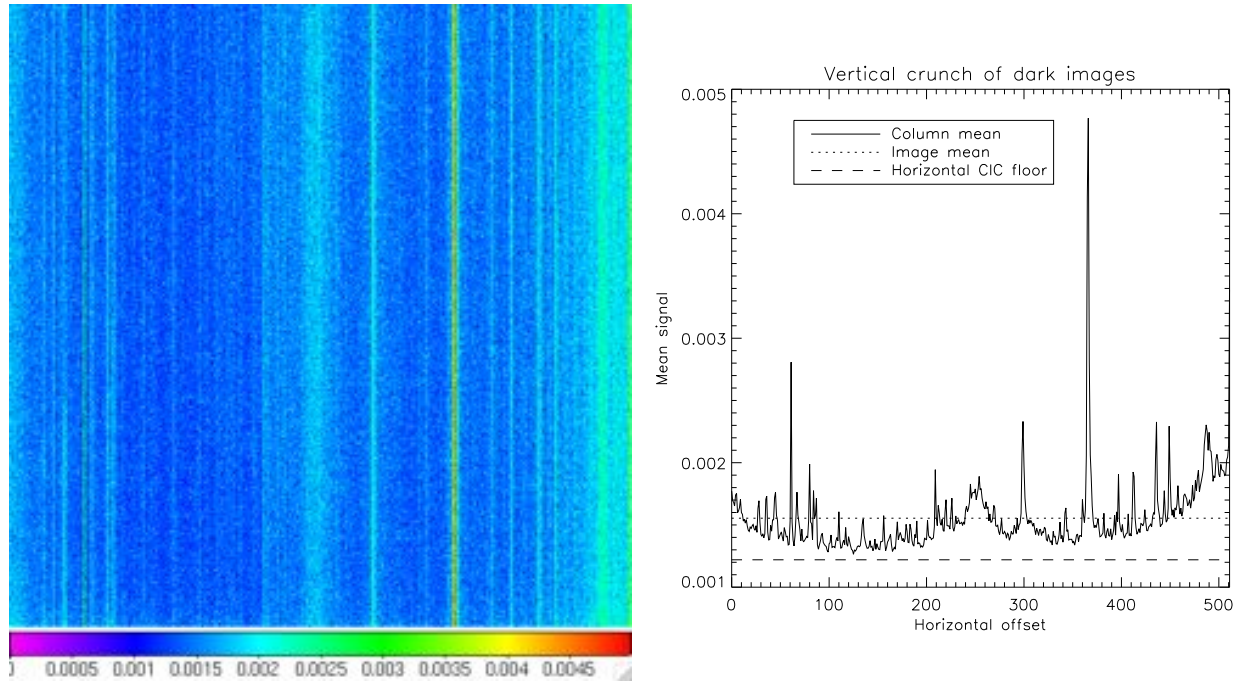 0.0005 0.001 0.0015 0.002 0.0025 0.003 0.0035 0.004 0.0045
Vertical crunch of dark images
Column mean
Image mean
Horizontal CIC floor
Mean signal
0.005
0.004
0.003
0.002
0.001
0 100 200 300 400 500
Horizontal offset